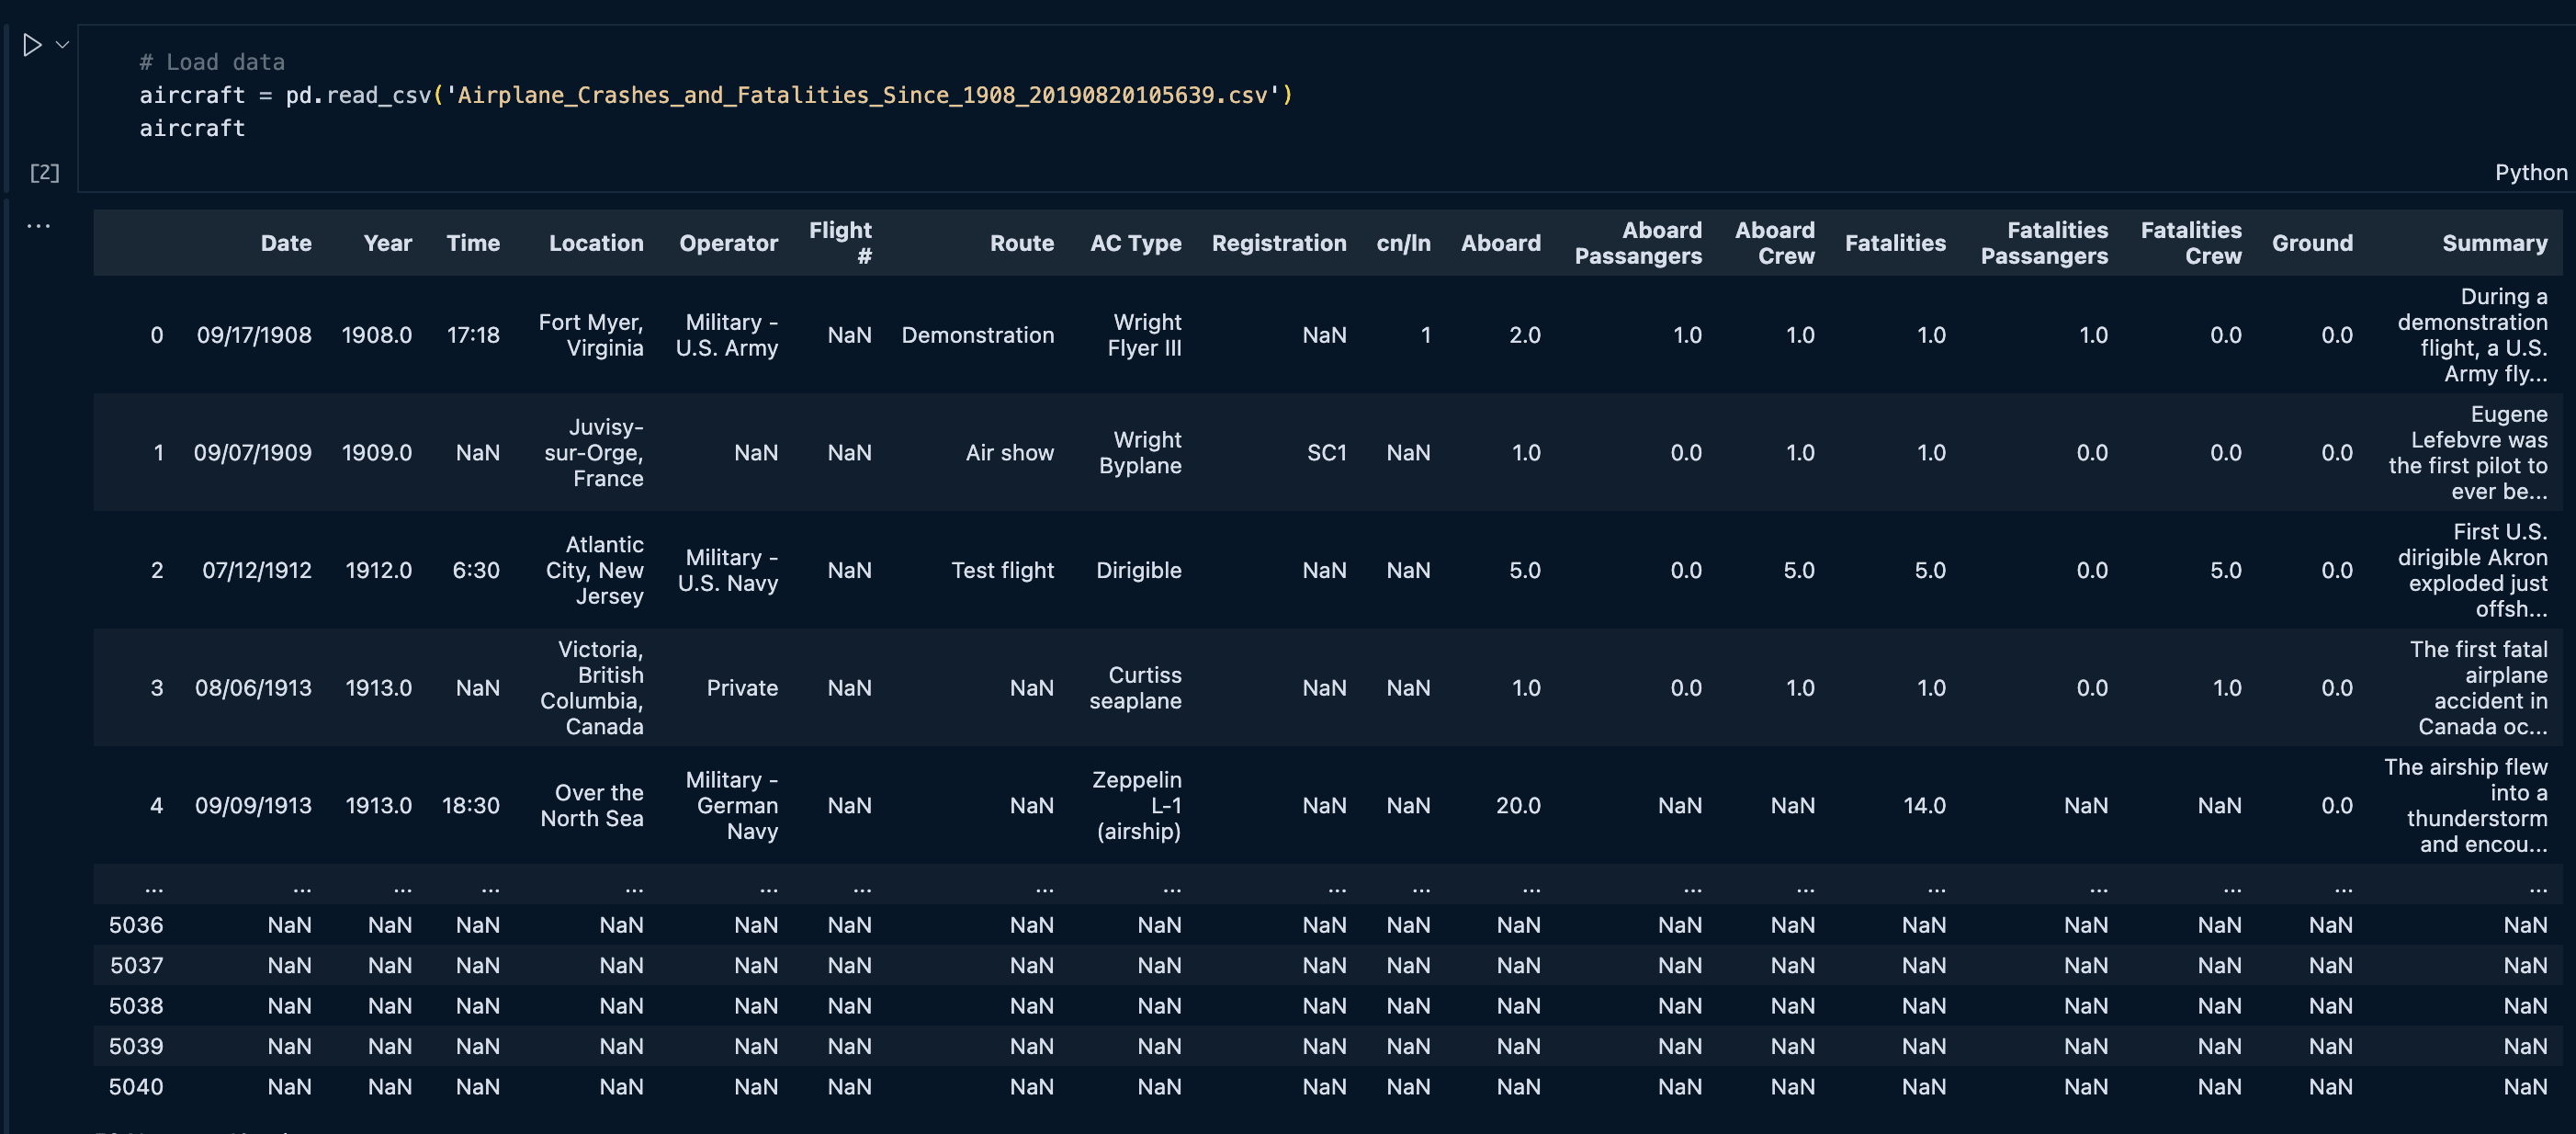 # Load data
aircraft = pd.read_csv('Airplane_Crashes_and_Fatalities_Since_1908_20190820105639.csv')
aircraft
[2]
Python
...
Date Year Time Location Operator Flight # Route AC Type Registration cn/ln Aboard Aboard Passangers Aboard Crew Fatalities Fatalities Passangers Fatalities Crew Ground Summary
0 09/17/1908 1908.0 17:18 Fort Myer, Virginia Military - U.S. Army NaN Demonstration Wright Flyer III NaN 1 2.0 1.0 1.0 1.0 1.0 0.0 0.0 During a demonstration flight, a U.S. Army fly...
1 09/07/1909 1909.0 NaN Juvisy-sur-Orge, France NaN NaN Air show Wright Byplane SC1 NaN 1.0 0.0 1.0 1.0 0.0 0.0 0.0 Eugene Lefebvre was the first pilot to ever be...
2 07/12/1912 1912.0 6:30 Atlantic City, New Jersey Military - U.S. Navy NaN Test flight Dirigible NaN NaN 5.0 0.0 5.0 5.0 0.0 5.0 0.0 First U.S. dirigible Akron exploded just offsh...
3 08/06/1913 1913.0 NaN Victoria, British Columbia, Canada Private NaN NaN Curtiss seaplane NaN NaN 1.0 0.0 1.0 1.0 0.0 1.0 0.0 The first fatal airplane accident in Canada oc...
4 09/09/1913 1913.0 18:30 Over the North Sea Military - German Navy NaN NaN Zeppelin L-1 (airship) NaN NaN 20.0 NaN NaN 14.0 NaN NaN 0.0 The airship flew into a thunderstorm and encou...
... ... ... ... ... ... ... ... ... ... ... ... ... ... ... ... ... ... ...
5036 NaN NaN NaN NaN NaN NaN NaN NaN NaN NaN NaN NaN NaN NaN NaN NaN NaN NaN
5037 NaN NaN NaN NaN NaN NaN NaN NaN NaN NaN NaN NaN NaN NaN NaN NaN NaN NaN
5038 NaN NaN NaN NaN NaN NaN NaN NaN NaN NaN NaN NaN NaN NaN NaN NaN NaN NaN
5039 NaN NaN NaN NaN NaN NaN NaN NaN NaN NaN NaN NaN NaN NaN NaN NaN NaN NaN
5040 NaN NaN NaN NaN NaN NaN NaN NaN NaN NaN NaN NaN NaN NaN NaN NaN NaN NaN